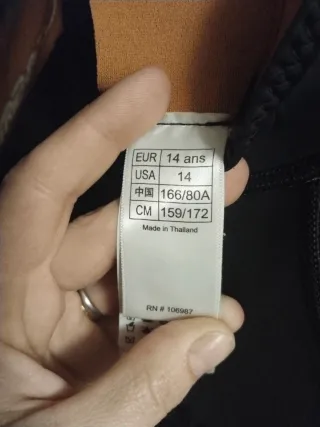 EUR 14 ans
USA 14
中国 166/80A
CM 159/172
Made in Thailand
RN # 106987